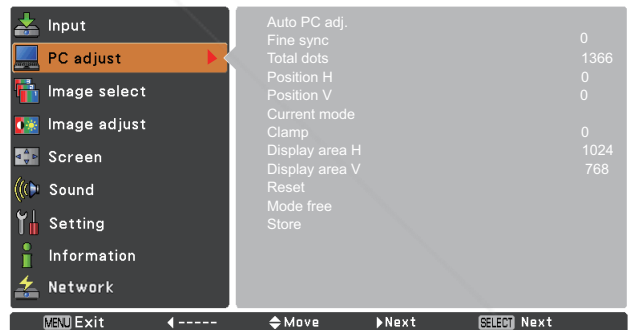 Input
PC adjust
Image select
Image adjust
Screen
Sound
Setting
Information
Network
Auto PC adj.
Fine sync 0
Total dots 1366
Position H 0
Position V 0
Current mode
Clamp 0
Display area H 1024
Display area V 768
Reset
Mode free
Store
MENU Exit ----- Move Next SELECT Next